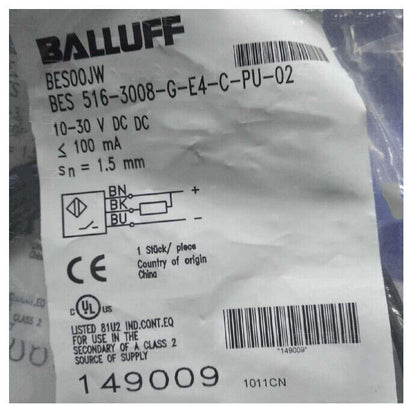 BALLUFF
BES00JW
BES 516-3008-G-E4-C-PU-02
10-30 V DC DC
≤ 100 mA
sn = 1.5 mm
BN +
BK
BU -
1 Stück/ piece
Country of origin
China
CE
c UL us
LISTED 81U2 IND.CONT.EQ
FOR USE IN THE
SECONDARY OF A CLASS 2
SOURCE OF SUPPLY
*149009*
149009 1011CN